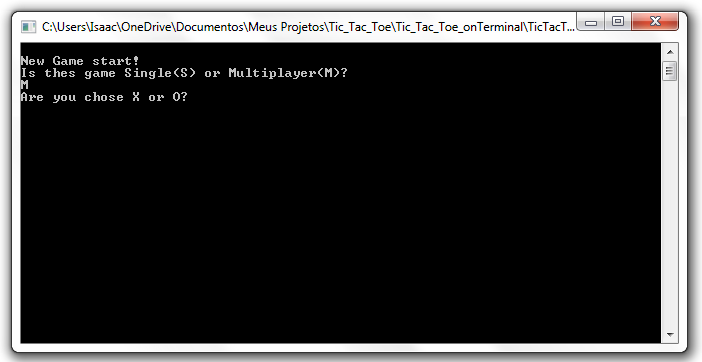 C:\Users\Isaac\OneDrive\Documentos\Meus Projetos\Tic_Tac_Toe\Tic_Tac_Toe_onTerminal\TicTacT...
New Game start!
Is thes game Single(S) or Multiplayer(M)?
M
Are you chose X or O?